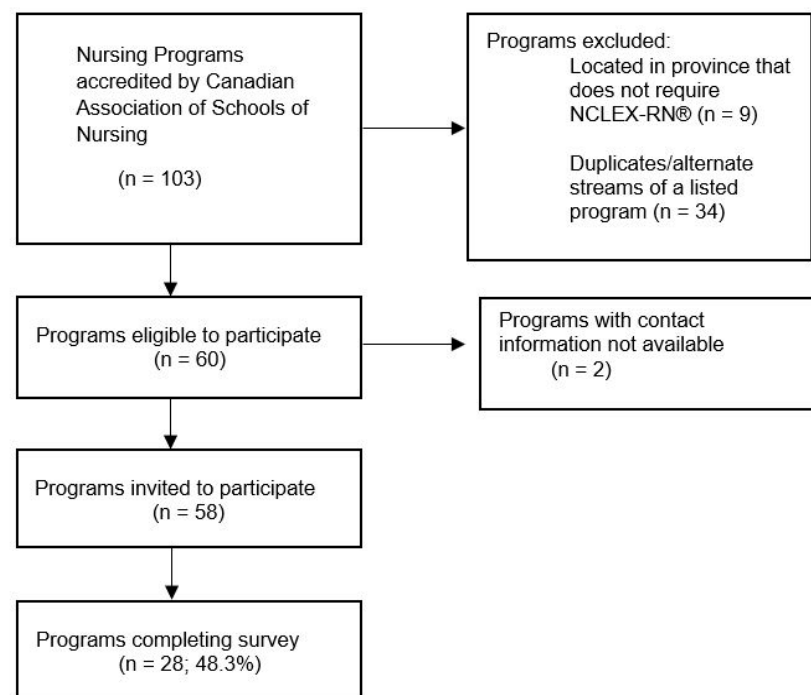 Nursing Programs
accredited by Canadian
Association of Schools of
Nursing
(n = 103)
Programs excluded:
Located in province that
does not require
NCLEX-RN® (n = 9)
Duplicates/alternate
streams of a listed
program (n = 34)
Programs eligible to participate
(n = 60)
Programs with contact
information not available
(n = 2)
Programs invited to participate
(n = 58)
Programs completing survey
(n = 28; 48.3%)